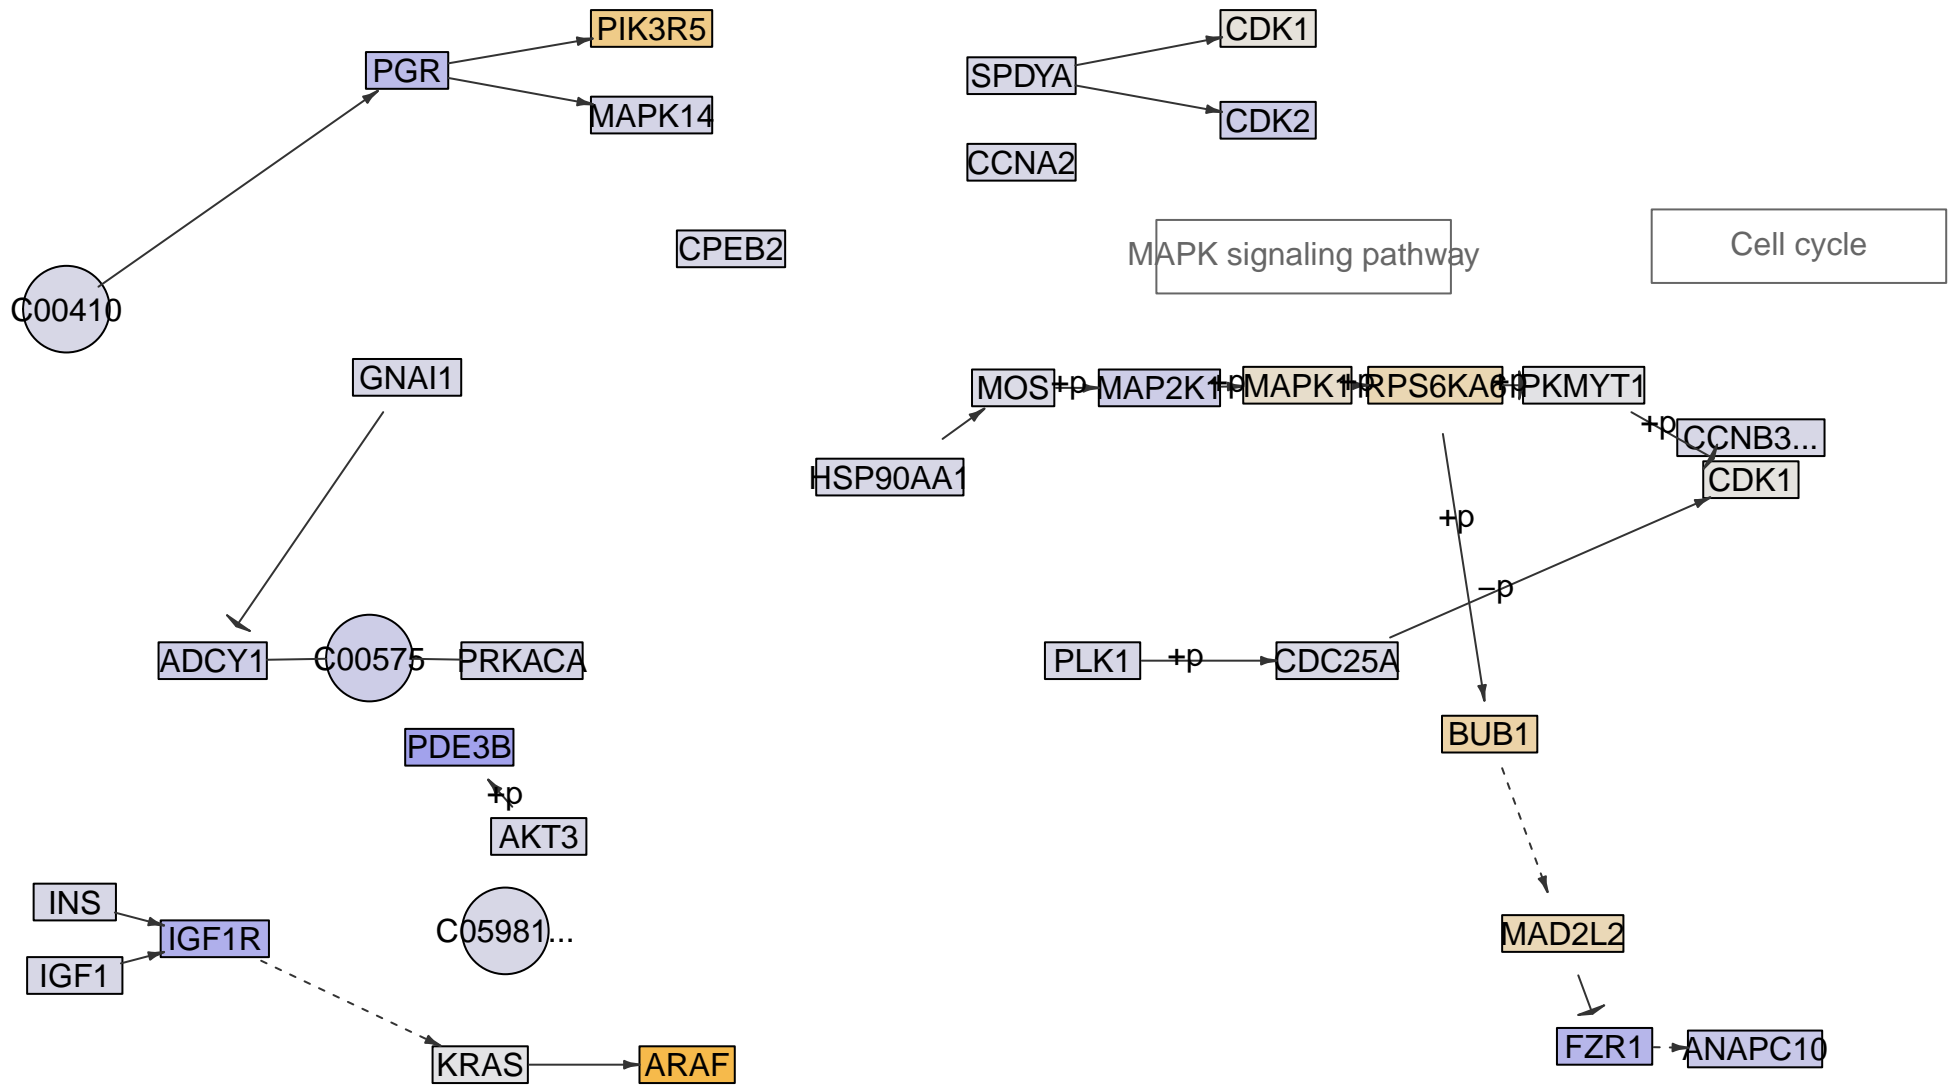 PIK3R5
CDK1
PGR
SPDYA
MAPK14
CDK2
CCNA2
CPEB2
MAPK signaling pathway
Cell cycle
C00410
GNAI1
MOS
+p
MAP2K1
+p
MAPK1
+p
RPS6KA6
+p
PKMYT1
+p
CCNB3...
HSP90AA1
CDK1
+p
−p
ADCY1
C00575
PRKACA
PLK1
+p
CDC25A
PDE3B
BUB1
+p
AKT3
INS
IGF1R
C05981...
MAD2L2
IGF1
KRAS
ARAF
FZR1
ANAPC10